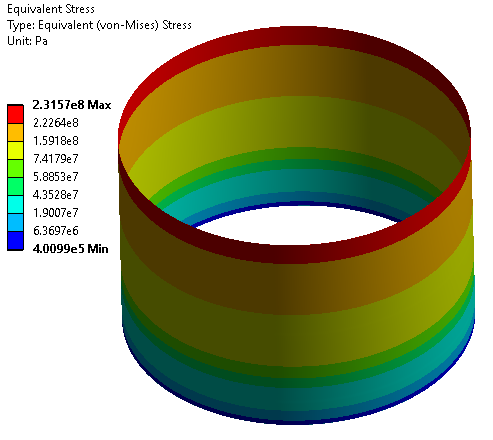 Equivalent Stress
Type: Equivalent (von-Mises) Stress
Unit: Pa
2.3157e8 Max
2.2264e8
1.5918e8
7.4179e7
5.8853e7
4.3528e7
1.9007e7
6.3697e6
4.0099e5 Min